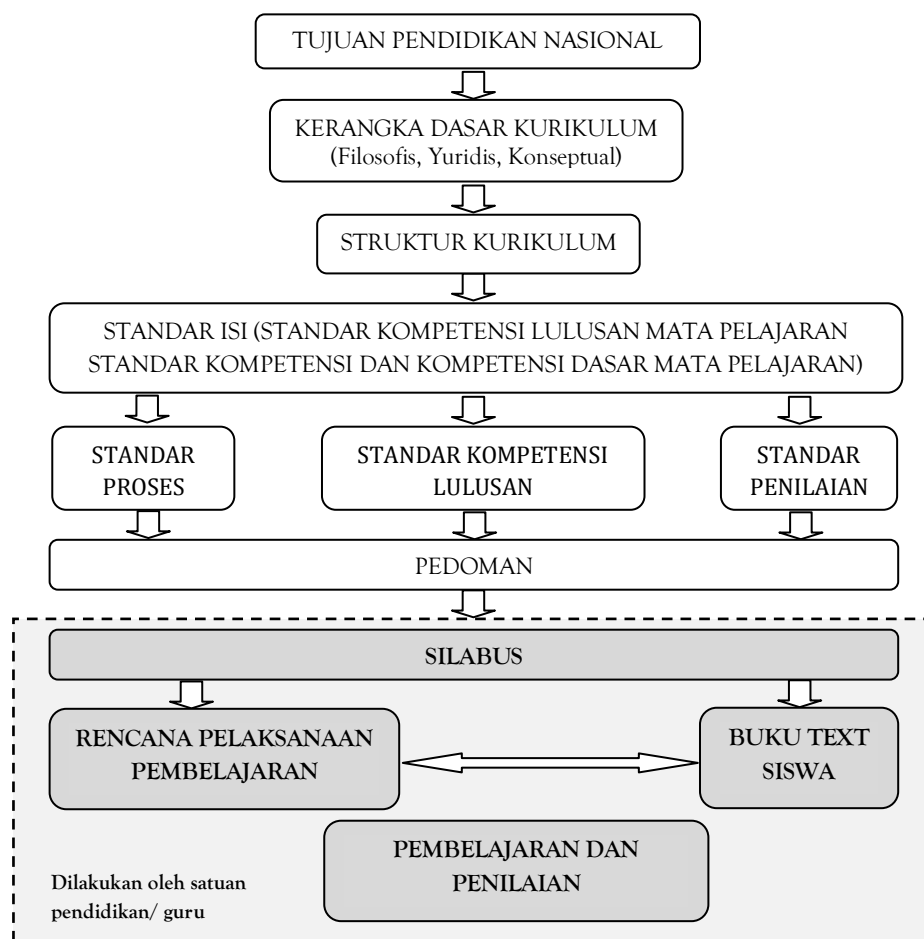 TUJUAN PENDIDIKAN NASIONAL
KERANGKA DASAR KURIKULUM
(Filosofis, Yuridis, Konseptual)
STRUKTUR KURIKULUM
STANDAR ISI (STANDAR KOMPETENSI LULUSAN MATA PELAJARAN
STANDAR KOMPETENSI DAN KOMPETENSI DASAR MATA PELAJARAN)
STANDAR
PROSES
STANDAR KOMPETENSI
LULUSAN
STANDAR
PENILAIAN
PEDOMAN
SILABUS
RENCANA PELAKSANAAN
PEMBELAJARAN
BUKU TEXT
SISWA
PEMBELAJARAN DAN
PENILAIAN
Dilakukan oleh satuan
pendidikan/ guru